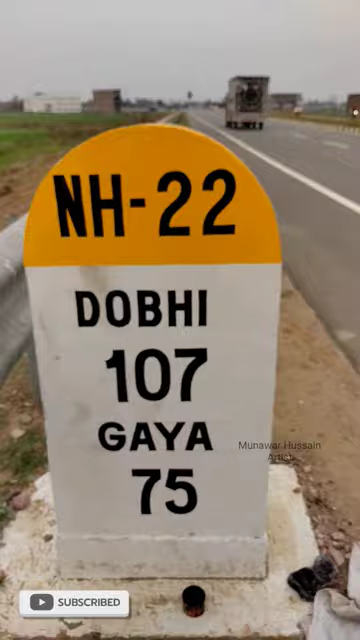 NH-22
DOBHI
107
GAYA
75
Munawar Hussain
Artist
SUBSCRIBED